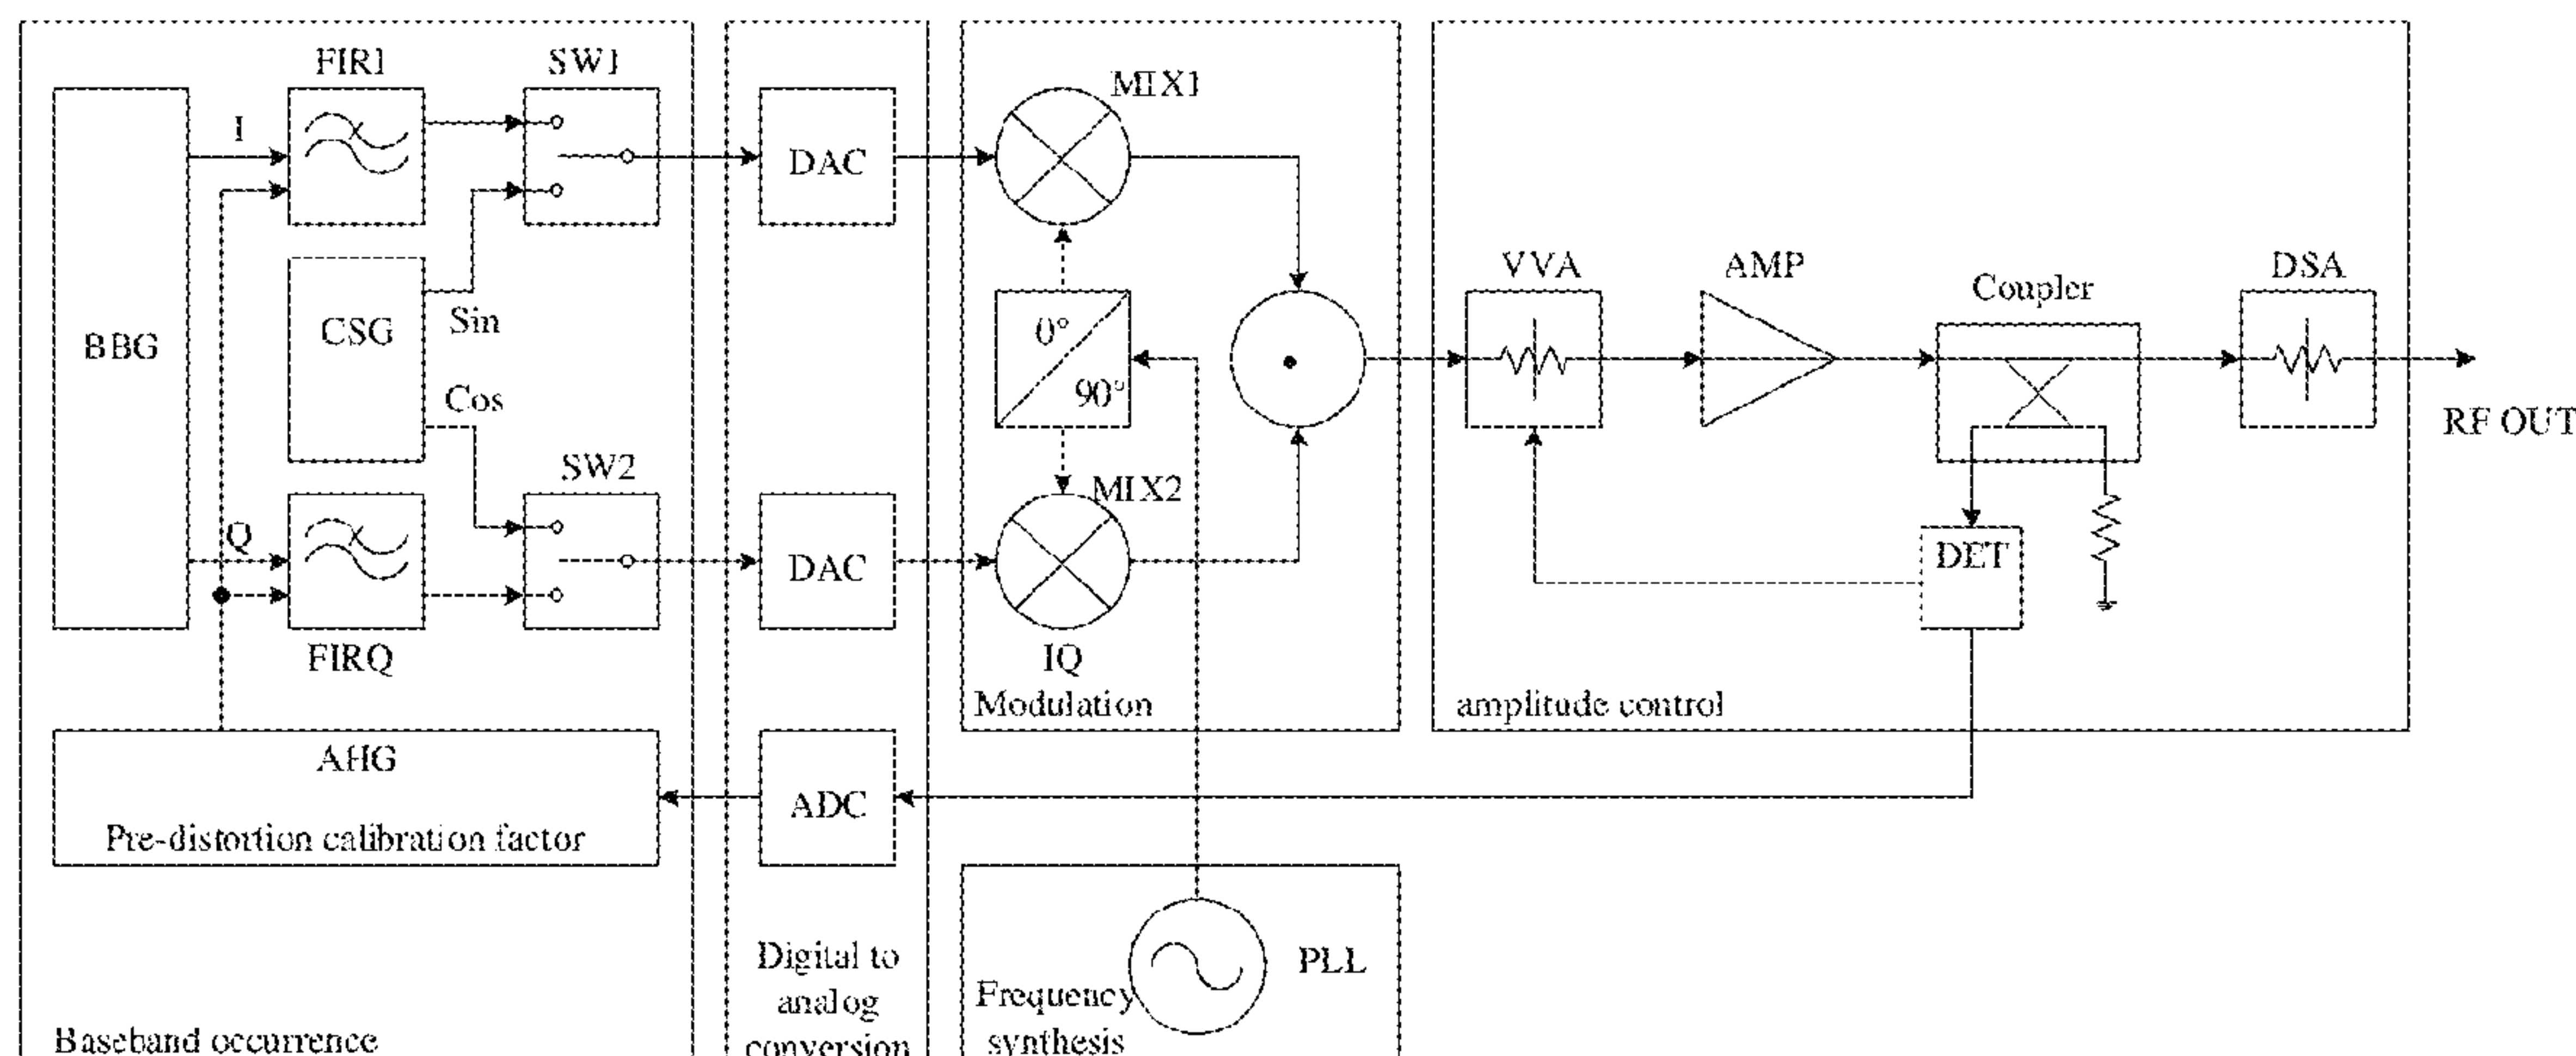 FIR1
SW1
MIX1
I
DAC
VVA
AMP
Coupler
DSA
BBG
CSG
Sin
Cos
0°
90°
RF OUT
SW2
MIX2
Q
DAC
DET
FIRQ
IQ
Modulation
amplitude control
AHG
Pre-distortion calibration factor
ADC
Digital to
analog
conversion
Frequency
synthesis
PLL
Baseband occurrence